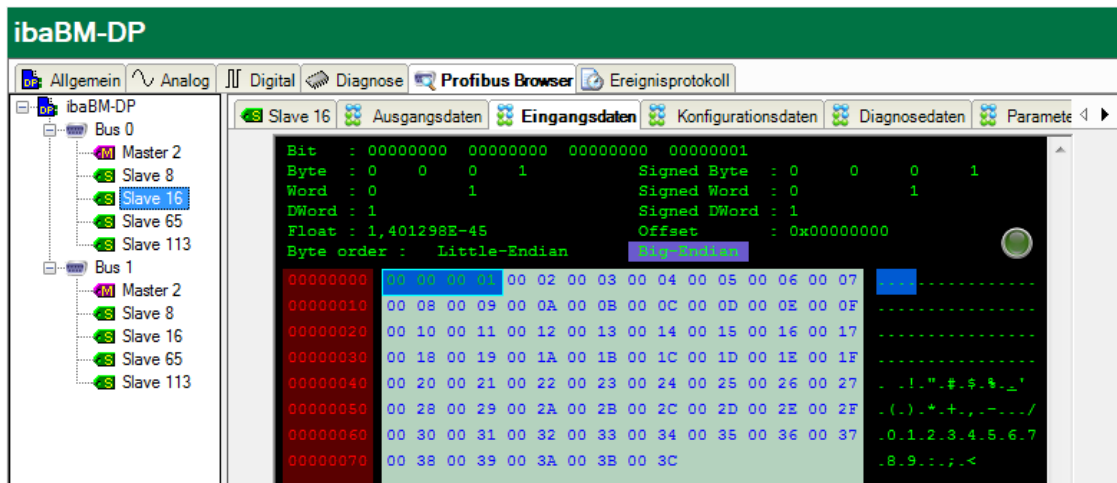 ibaBM-DP
Allgemein Analog Digital Diagnose Profibus Browser Ereignisprotokoll
ibaBM-DP
Bus 0
Master 2
Slave 8
Slave 16
Slave 65
Slave 113
Bus 1
Master 2
Slave 8
Slave 16
Slave 65
Slave 113
Slave 16 Ausgangsdaten Eingangsdaten Konfigurationsdaten Diagnosedaten Paramete
Bit : 00000000 00000000 00000000 00000001
Byte : 0 0 0 1 Signed Byte : 0 0 0 1
Word : 0 1 Signed Word : 0 1
DWord : 1 Signed DWord : 1
Float : 1,401298E-45 Offset : 0x00000000
Byte order : Little-Endian Big-Endian
00000000 00 00 00 01 00 02 00 03 00 04 00 05 00 06 00 07 ................
00000010 00 08 00 09 00 0A 00 0B 00 0C 00 0D 00 0E 00 0F ................
00000020 00 10 00 11 00 12 00 13 00 14 00 15 00 16 00 17 ................
00000030 00 18 00 19 00 1A 00 1B 00 1C 00 1D 00 1E 00 1F ................
00000040 00 20 00 21 00 22 00 23 00 24 00 25 00 26 00 27 . .!.".#.$.%._'
00000050 00 28 00 29 00 2A 00 2B 00 2C 00 2D 00 2E 00 2F .(.).*.+.,.-.../
00000060 00 30 00 31 00 32 00 33 00 34 00 35 00 36 00 37 .0.1.2.3.4.5.6.7
00000070 00 38 00 39 00 3A 00 3B 00 3C .8.9.:.;.<